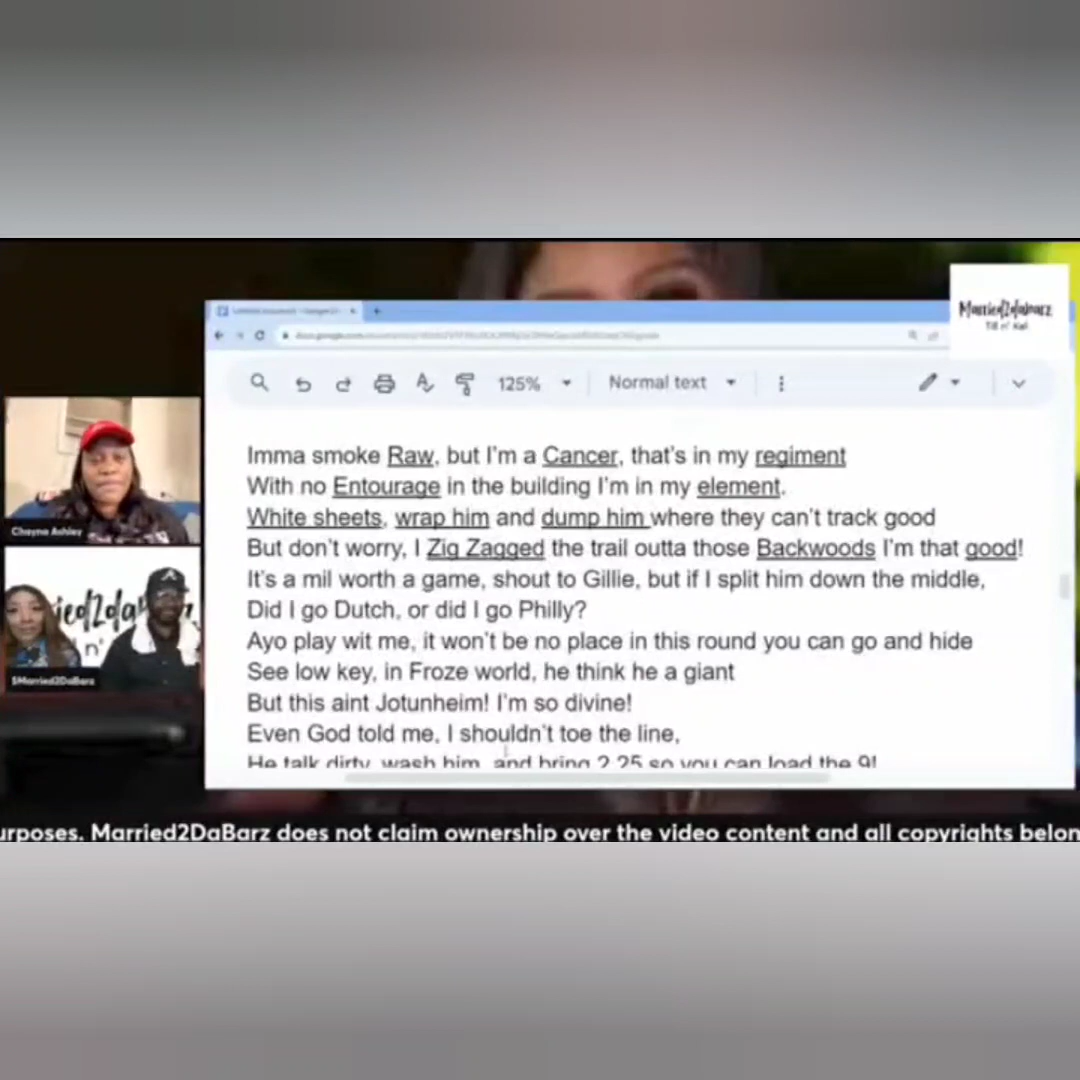 Married2daBarz
Till n' Kal
125%
Normal text
Imma smoke Raw, but I'm a Cancer, that's in my regiment
With no Entourage in the building I'm in my element.
White sheets, wrap him and dump him where they can't track good
But don't worry, I Zig Zagged the trail outta those Backwoods I'm that good!
It's a mil worth a game, shout to Gillie, but if I split him down the middle,
Did I go Dutch, or did I go Philly?
Ayo play wit me, it won't be no place in this round you can go and hide
See low key, in Froze world, he think he a giant
But this aint Jotunheim! I'm so divine!
Even God told me, I shouldn't toe the line,
He talk dirty, wash him, and bring 2.25 so you can load the 9!
Chayna Ashley
ied2da
n'
$Married2DaBarz
urposes. Married2DaBarz does not claim ownership over the video content and all copyrights belon